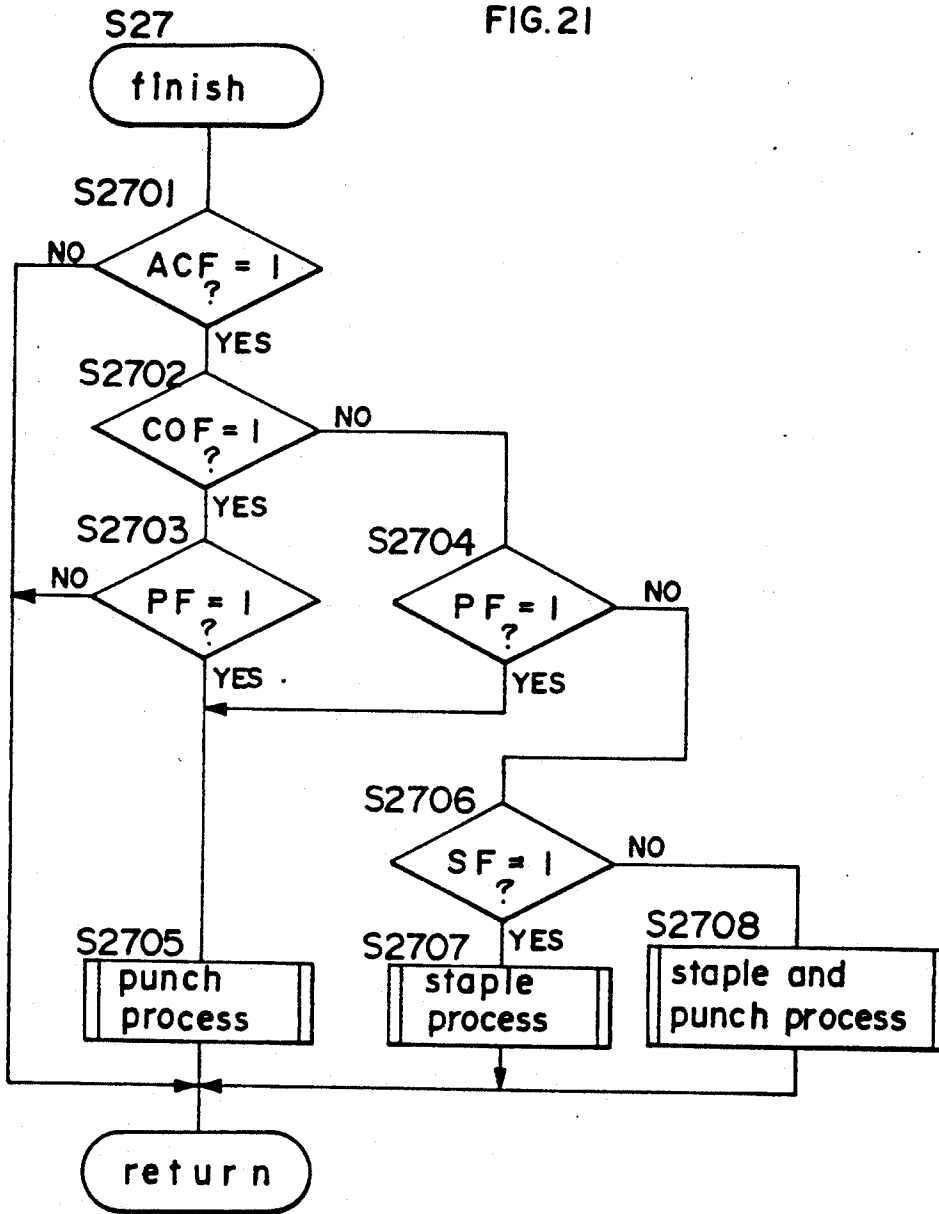 S27
FIG.21
finish
S2701
NO
ACF = 1
?
YES
S2702
NO
COF = 1
?
YES
S2703
S2704
NO
PF = 1
?
YES
NO
PF = 1
?
YES
S2706
NO
SF = 1
?
YES
S2705
S2707
S2708
punch
process
staple
process
staple and
punch process
return